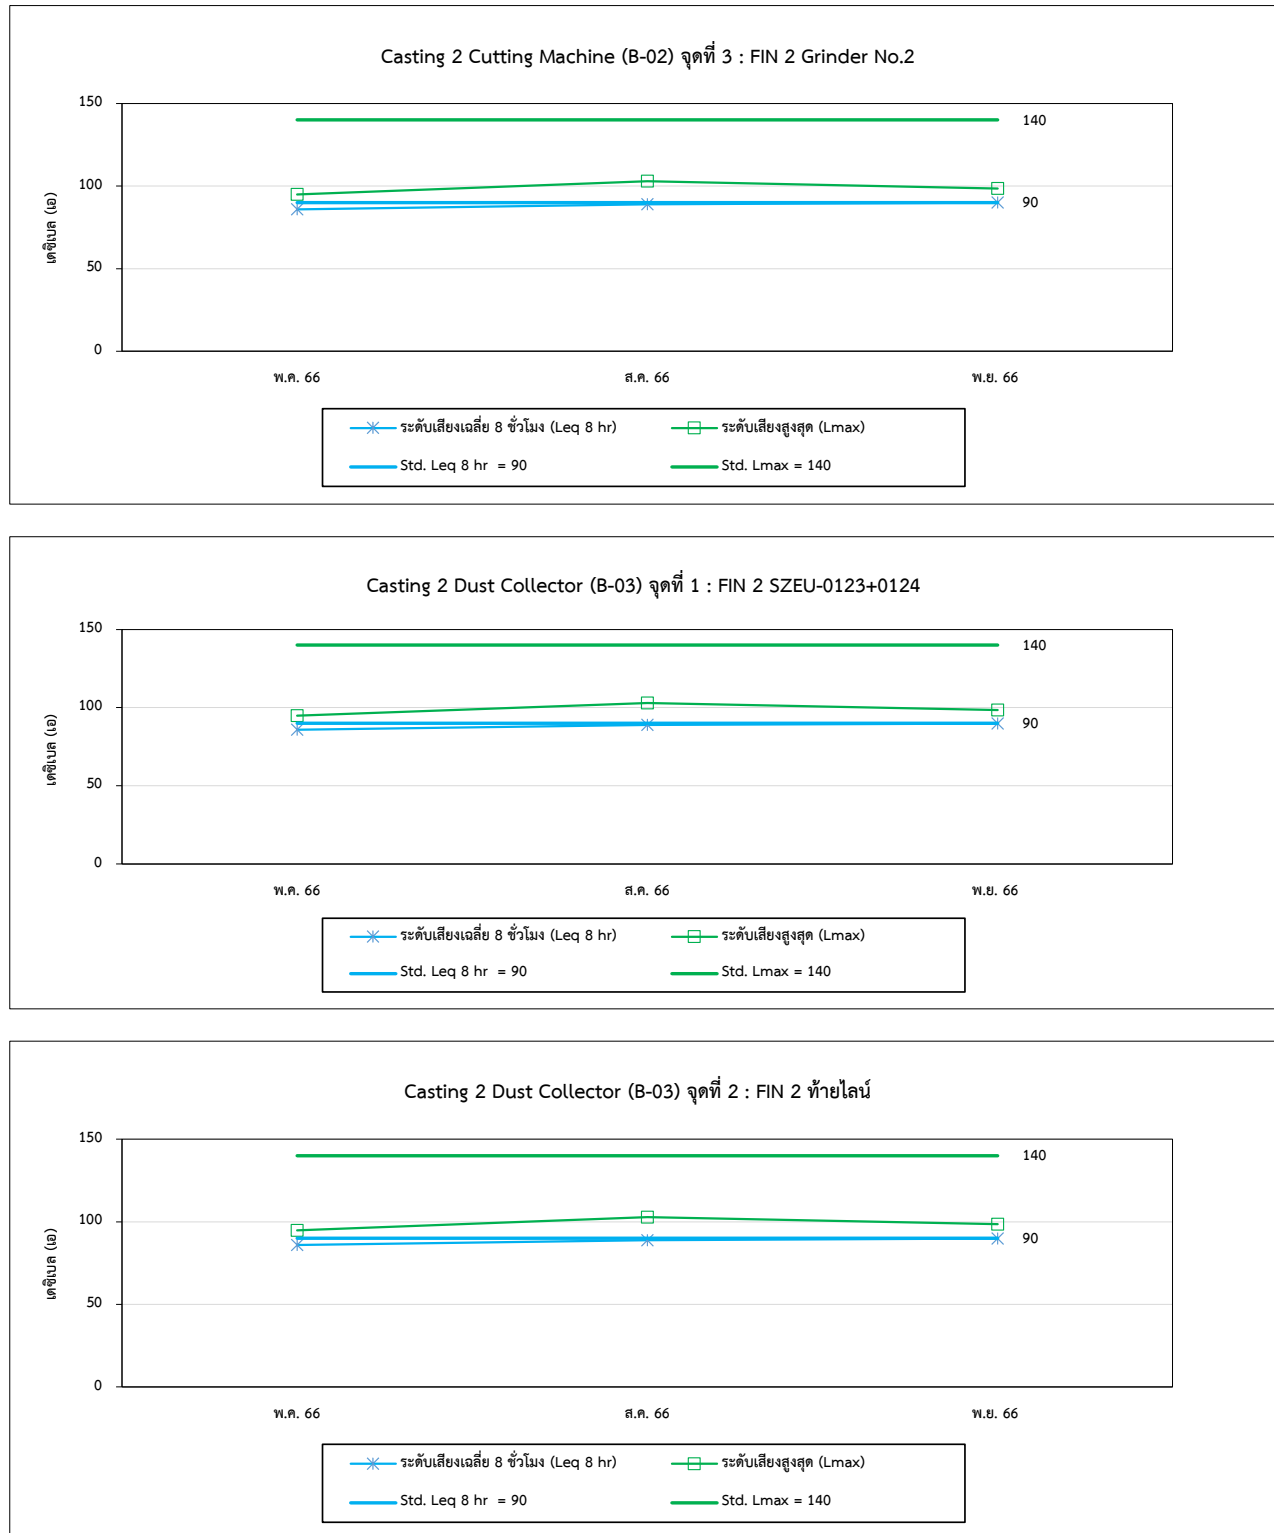 Casting 2 Cutting Machine (B-02) จุดที่ 3 : FIN 2 Grinder No.2
เดซิเบล (เอ)
150
140
100
90
50
0
พ.ค. 66 ส.ค. 66 พ.ย. 66
ระดับเสียงเฉลี่ย 8 ชั่วโมง (Leq 8 hr) ระดับเสียงสูงสุด (Lmax)
Std. Leq 8 hr = 90 Std. Lmax = 140
Casting 2 Dust Collector (B-03) จุดที่ 1 : FIN 2 SZEU-0123+0124
เดซิเบล (เอ)
150
140
100
90
50
0
พ.ค. 66 ส.ค. 66 พ.ย. 66
ระดับเสียงเฉลี่ย 8 ชั่วโมง (Leq 8 hr) ระดับเสียงสูงสุด (Lmax)
Std. Leq 8 hr = 90 Std. Lmax = 140
Casting 2 Dust Collector (B-03) จุดที่ 2 : FIN 2 ท้ายไลน์
เดซิเบล (เอ)
150
140
100
90
50
0
พ.ค. 66 ส.ค. 66 พ.ย. 66
ระดับเสียงเฉลี่ย 8 ชั่วโมง (Leq 8 hr) ระดับเสียงสูงสุด (Lmax)
Std. Leq 8 hr = 90 Std. Lmax = 140